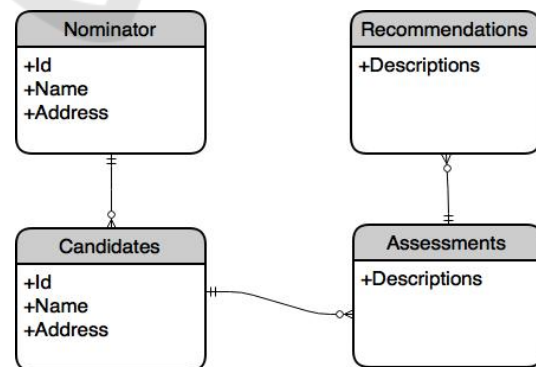 Nominator
+Id
+Name
+Address
Recommendations
+Descriptions
Candidates
+Id
+Name
+Address
Assessments
+Descriptions